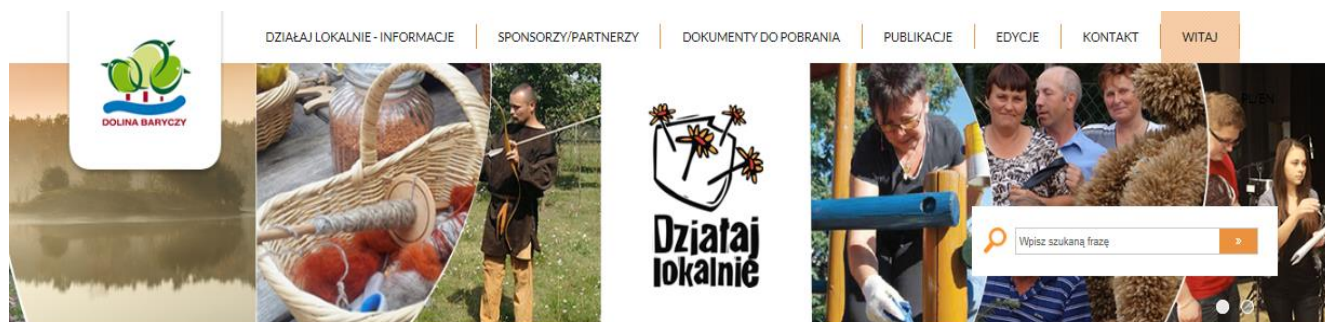 DZIAŁAJ LOKALNIE - INFORMACJE
SPONSORZY/PARTNERZY
DOKUMENTY DO POBRANIA
PUBLIKACJE
EDYCJE
KONTAKT
WITAJ
DOLINA BARYCZY
PL/EN
Działaj
lokalnie
Wpisz szukaną frazę
»